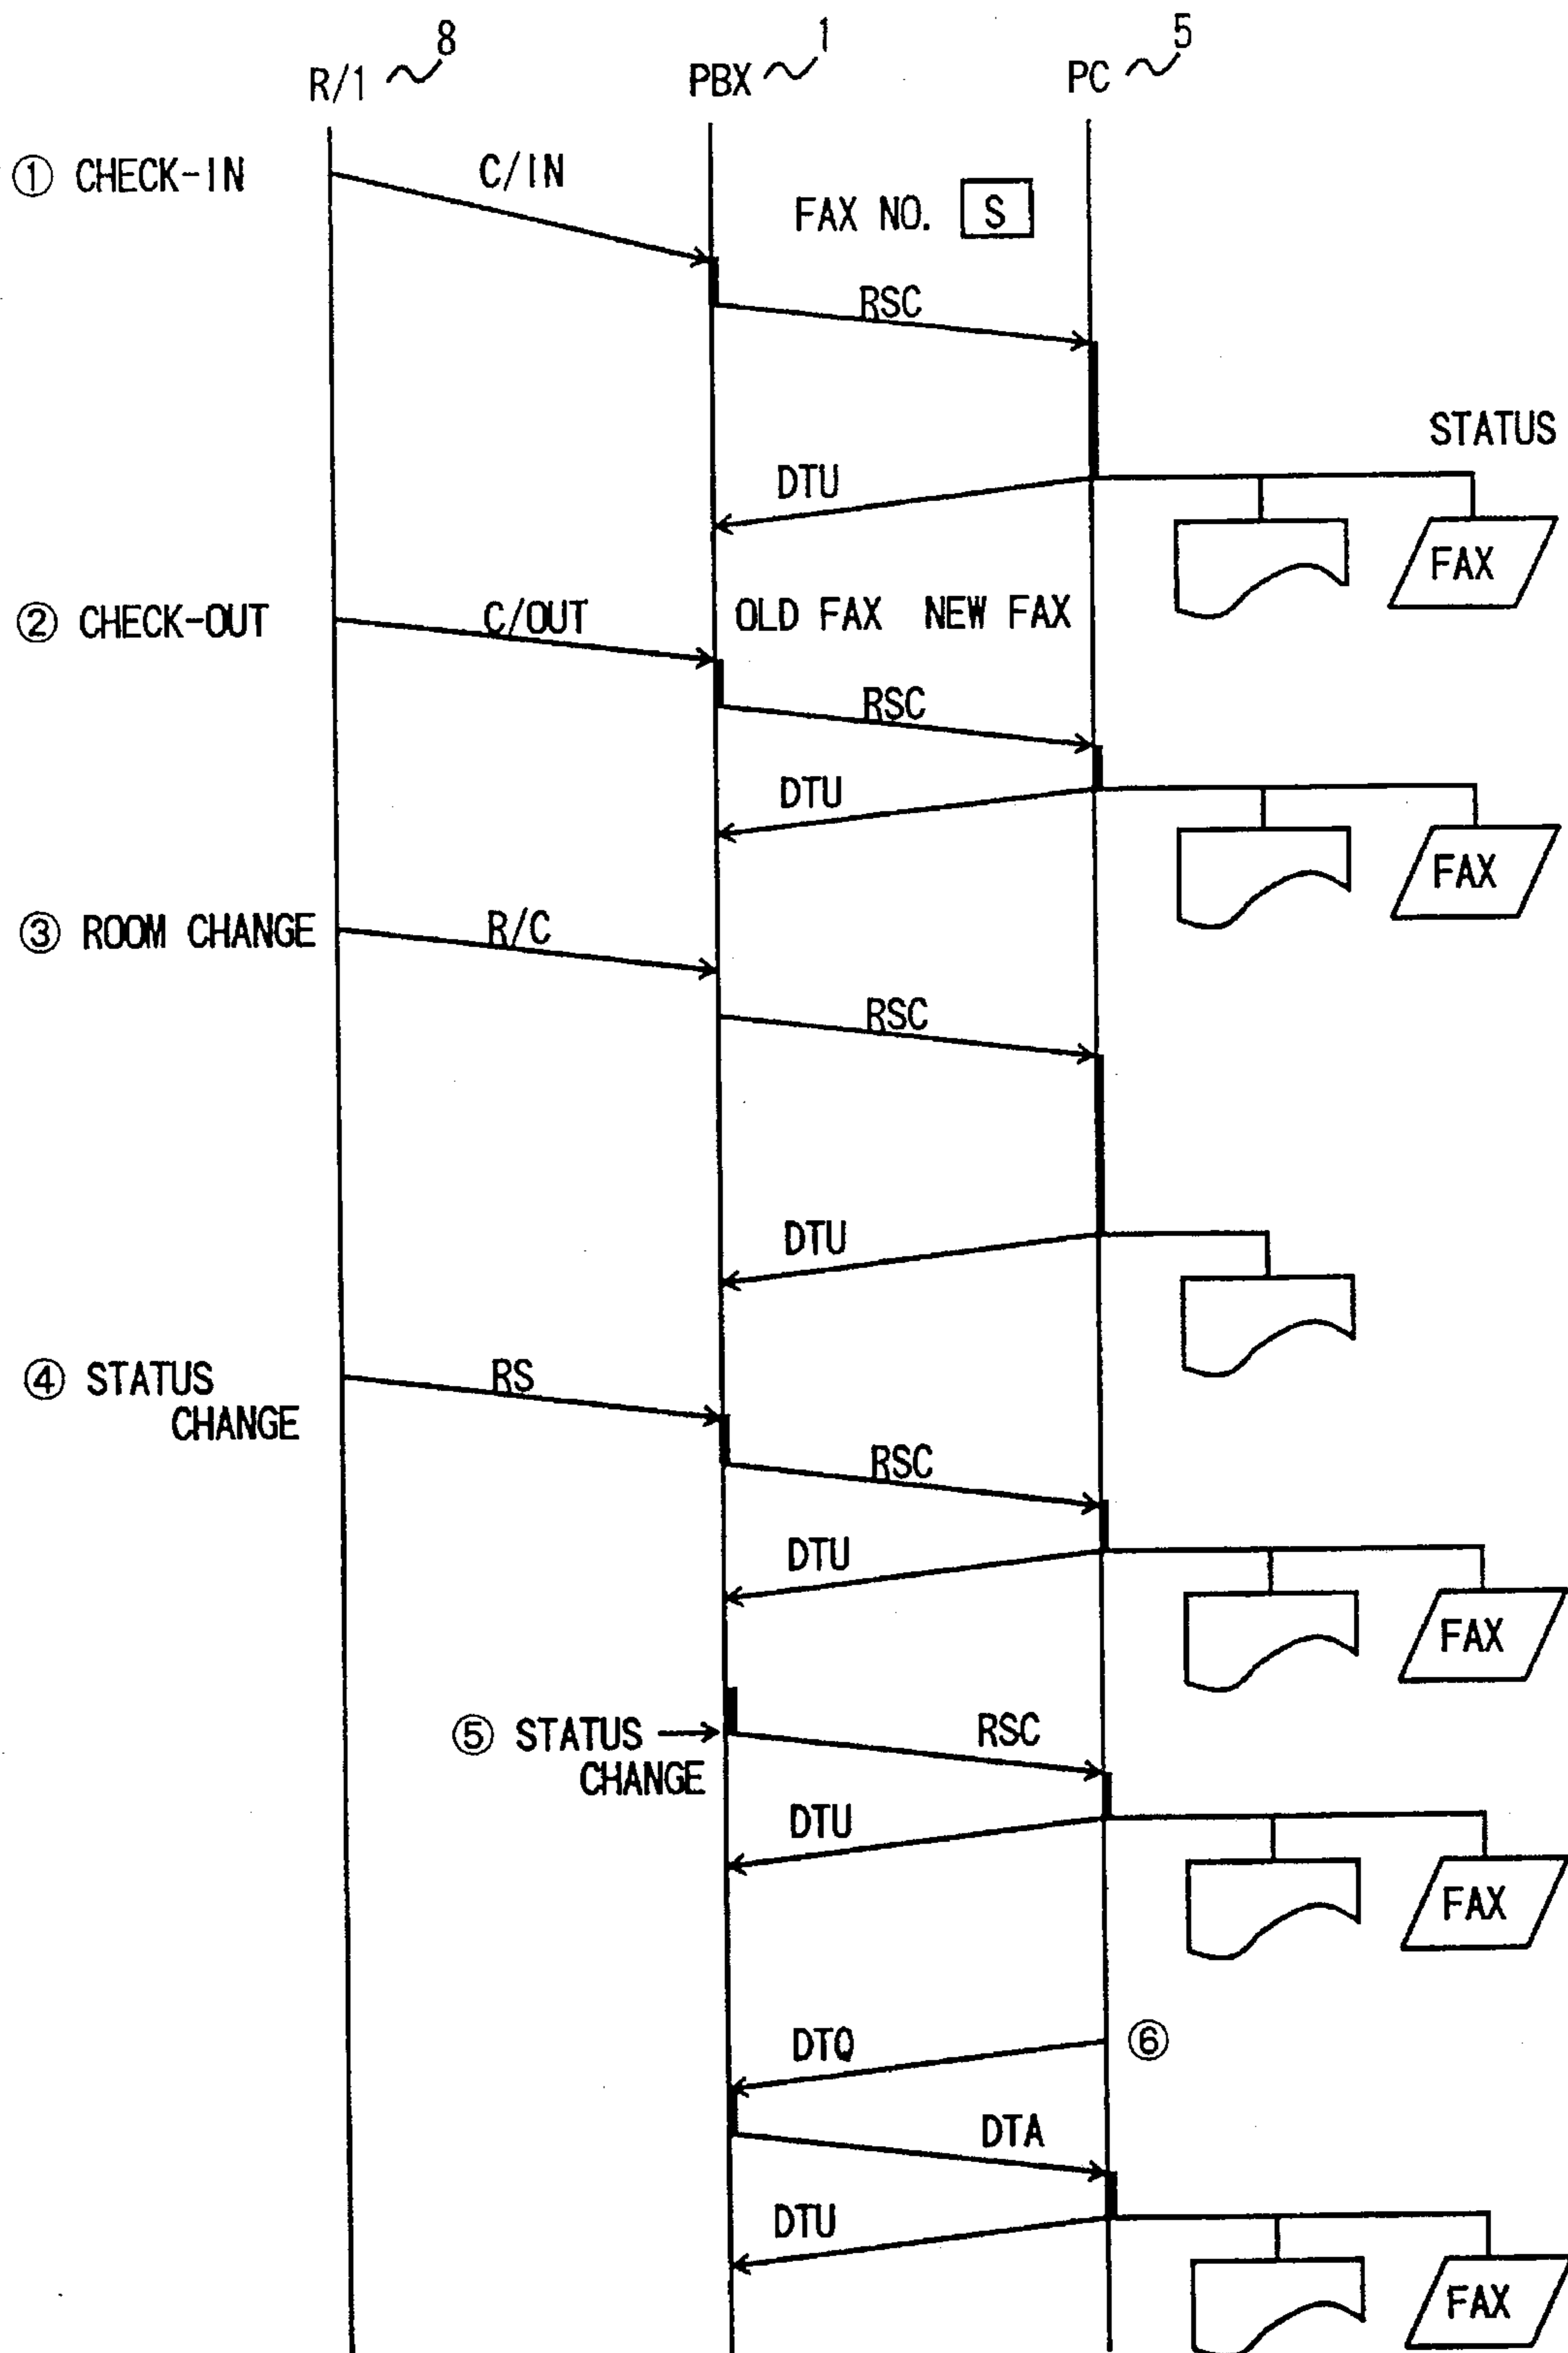 8
1
5
R/1
PBX
PC
① CHECK-IN
C/IN
FAX NO. S
RSC
STATUS
DTU
FAX
② CHECK-OUT
C/OUT
OLD FAX NEW FAX
RSC
DTU
FAX
③ ROOM CHANGE
R/C
RSC
DTU
④ STATUS
CHANGE
RS
RSC
DTU
FAX
⑤ STATUS
CHANGE
RSC
DTU
FAX
DTQ
⑥
DTA
DTU
FAX